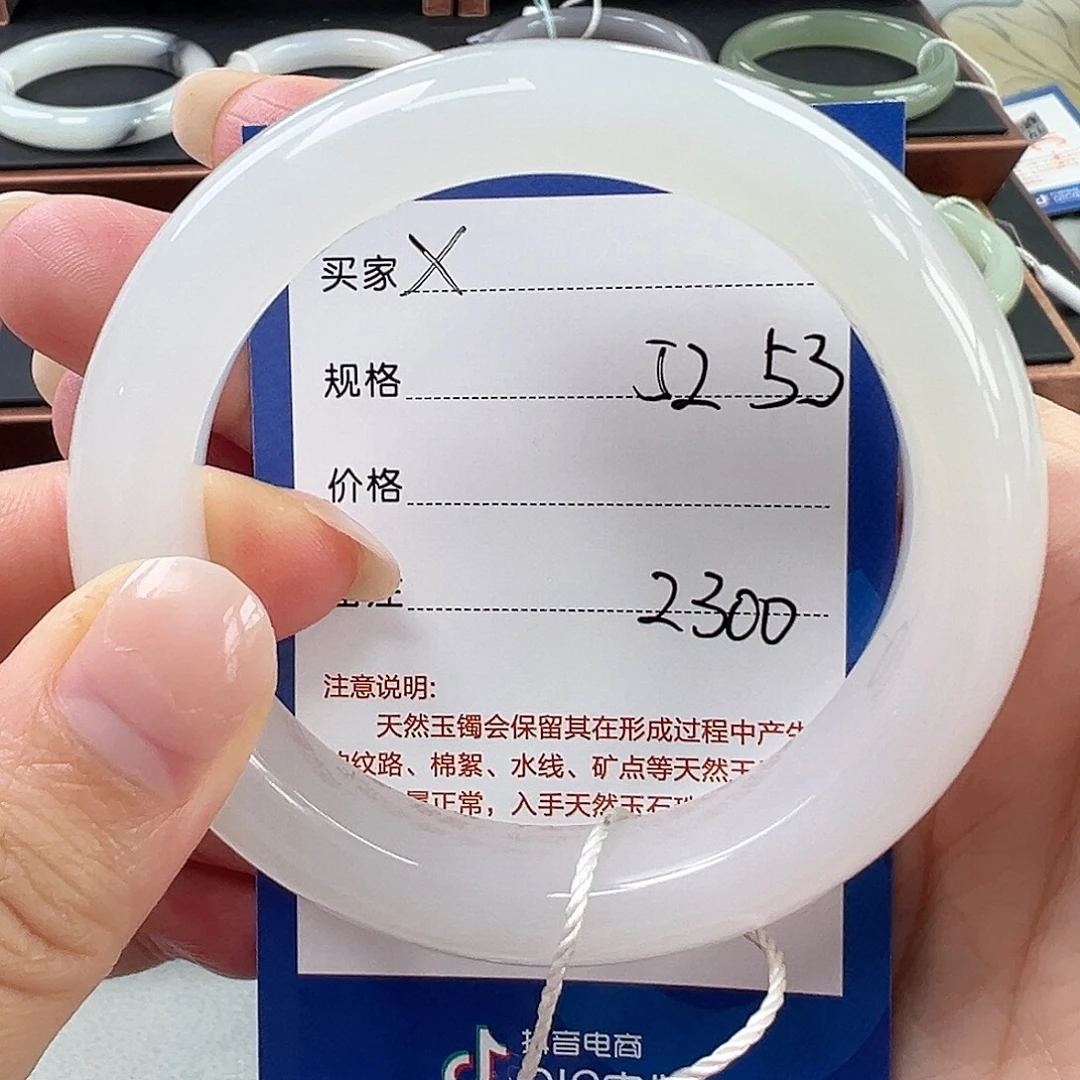 买家 X
规格 J2 53
价格
注 2300
注意说明:
天然玉镯会保留其在形成过程中产生
纹路、棉絮、水线、矿点等天然玉
属正常，入手天然玉石
抖音电商